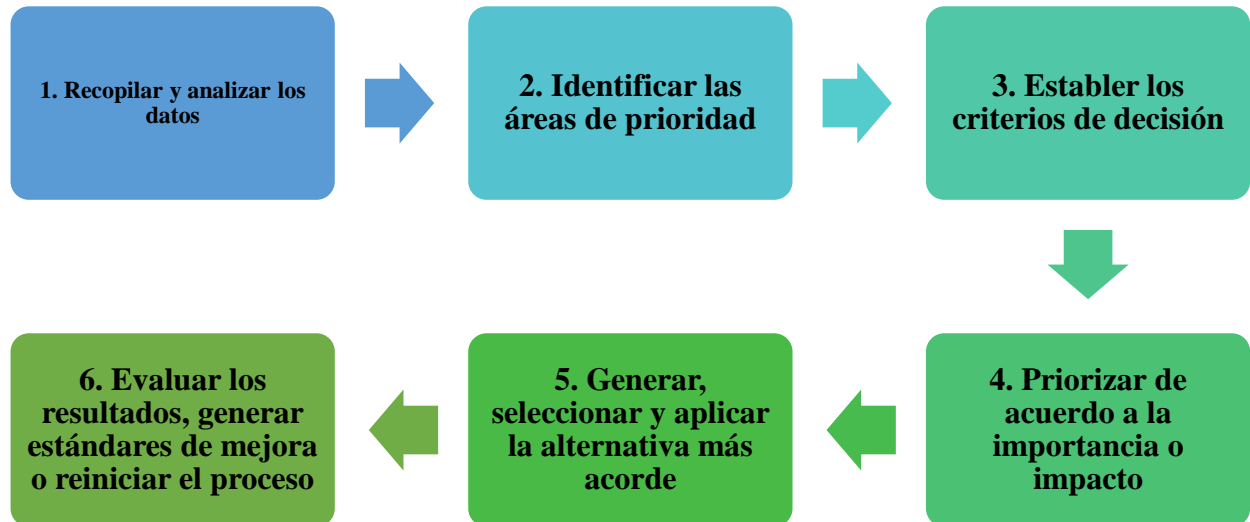 1. Recopilar y analizar los
datos
2. Identificar las
áreas de prioridad
3. Establer los
criterios de decisión
4. Priorizar de
acuerdo a la
importancia o
impacto
5. Generar,
seleccionar y aplicar
la alternativa más
acorde
6. Evaluar los
resultados, generar
estándares de mejora
o reiniciar el proceso